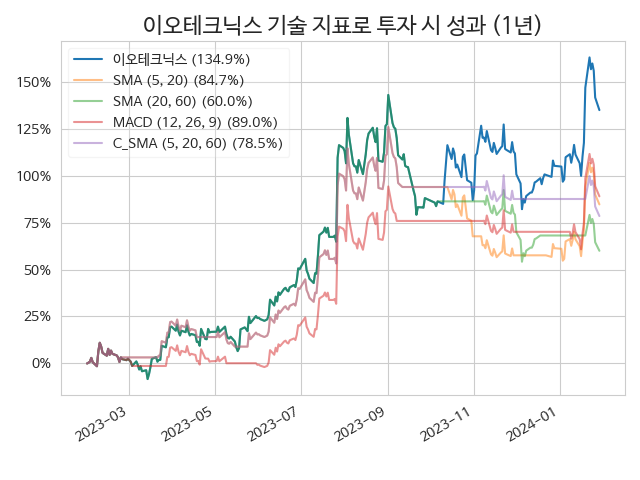 이오테크닉스 기술 지표로 투자 시 성과 (1년)
이오테크닉스 (134.9%)
SMA (5, 20) (84.7%)
SMA (20, 60) (60.0%)
MACD (12, 26, 9) (89.0%)
C_SMA (5, 20, 60) (78.5%)
150%
125%
100%
75%
50%
25%
0%
2023-03
2023-05
2023-07
2023-09
2023-11
2024-01